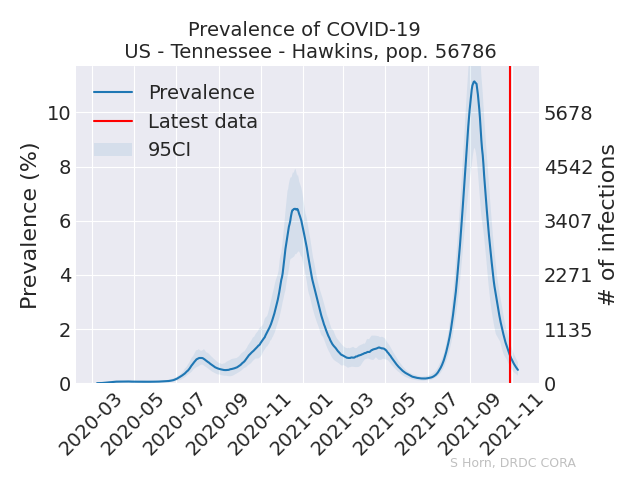 Prevalence of COVID-19
US - Tennessee - Hawkins, pop. 56786
Prevalence
Latest data
95CI
Prevalence (%)
10
8
6
4
2
0
5678
4542
3407
2271
1135
0
# of infections
2020-03
2020-05
2020-07
2020-09
2020-11
2021-01
2021-03
2021-05
2021-07
2021-09
2021-11
S Horn, DRDC CORA